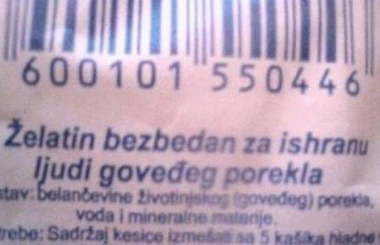 600101 550446
Želatin bezbedan za ishranu
ljudi goveđeg porekla
stav: belančevine životinjskog (goveđeg) porekla,
voda i mineralne materije.
trebe: Sadržaj kesice izmešati sa 5 kašika hladne